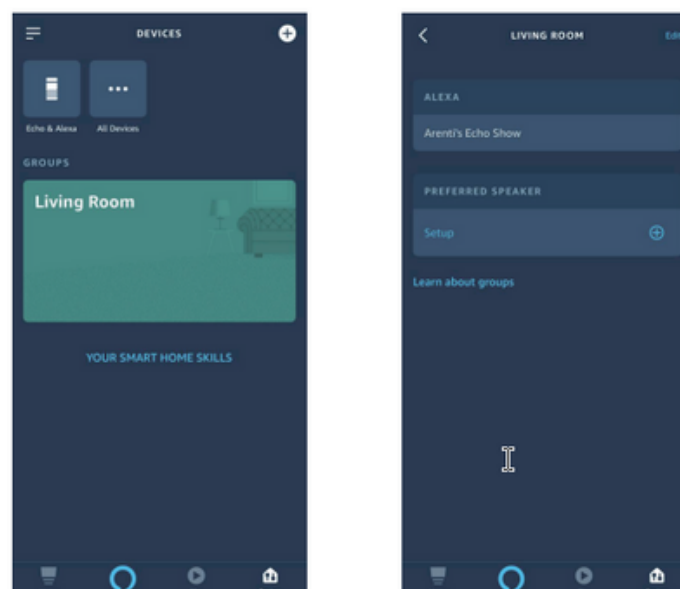 DEVICES
Echo & Alexa
All Devices
GROUPS
Living Room
YOUR SMART HOME SKILLS
LIVING ROOM
Edit
ALEXA
Arenti's Echo Show
PREFERRED SPEAKER
Setup
Learn about groups